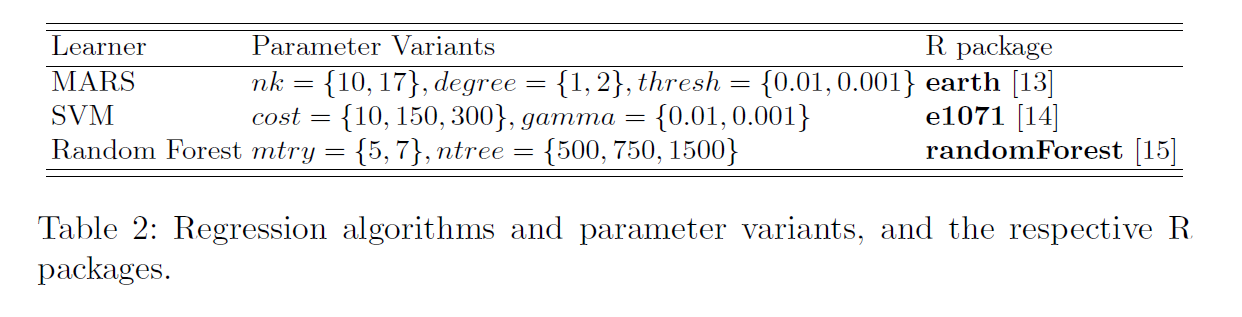 Learner Parameter Variants R package
MARS nk = {10, 17}, degree = {1, 2}, thresh = {0.01, 0.001} earth [13]
SVM cost = {10, 150, 300}, gamma = {0.01, 0.001} e1071 [14]
Random Forest mtry = {5, 7}, ntree = {500, 750, 1500} randomForest [15]
Table 2: Regression algorithms and parameter variants, and the respective R
packages.